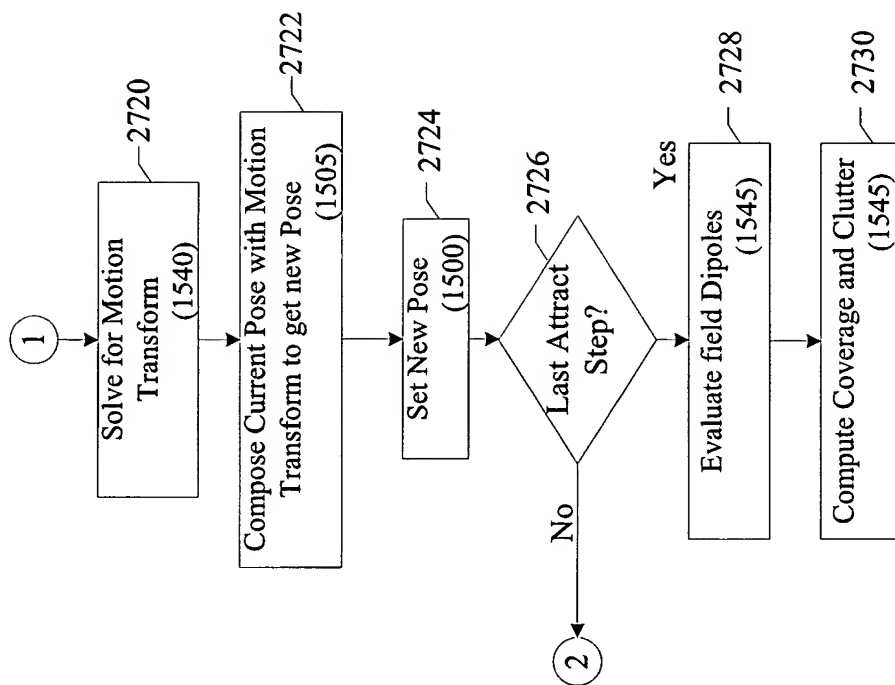 1
2720
Solve for Motion
Transform
(1540)
2722
Compose Current Pose with Motion
Transform to get new Pose
(1505)
2724
Set New Pose
(1500)
2726
Last Attract
Step?
No
2
Yes
2728
Evaluate field Dipoles
(1545)
2730
Compute Coverage and Clutter
(1545)